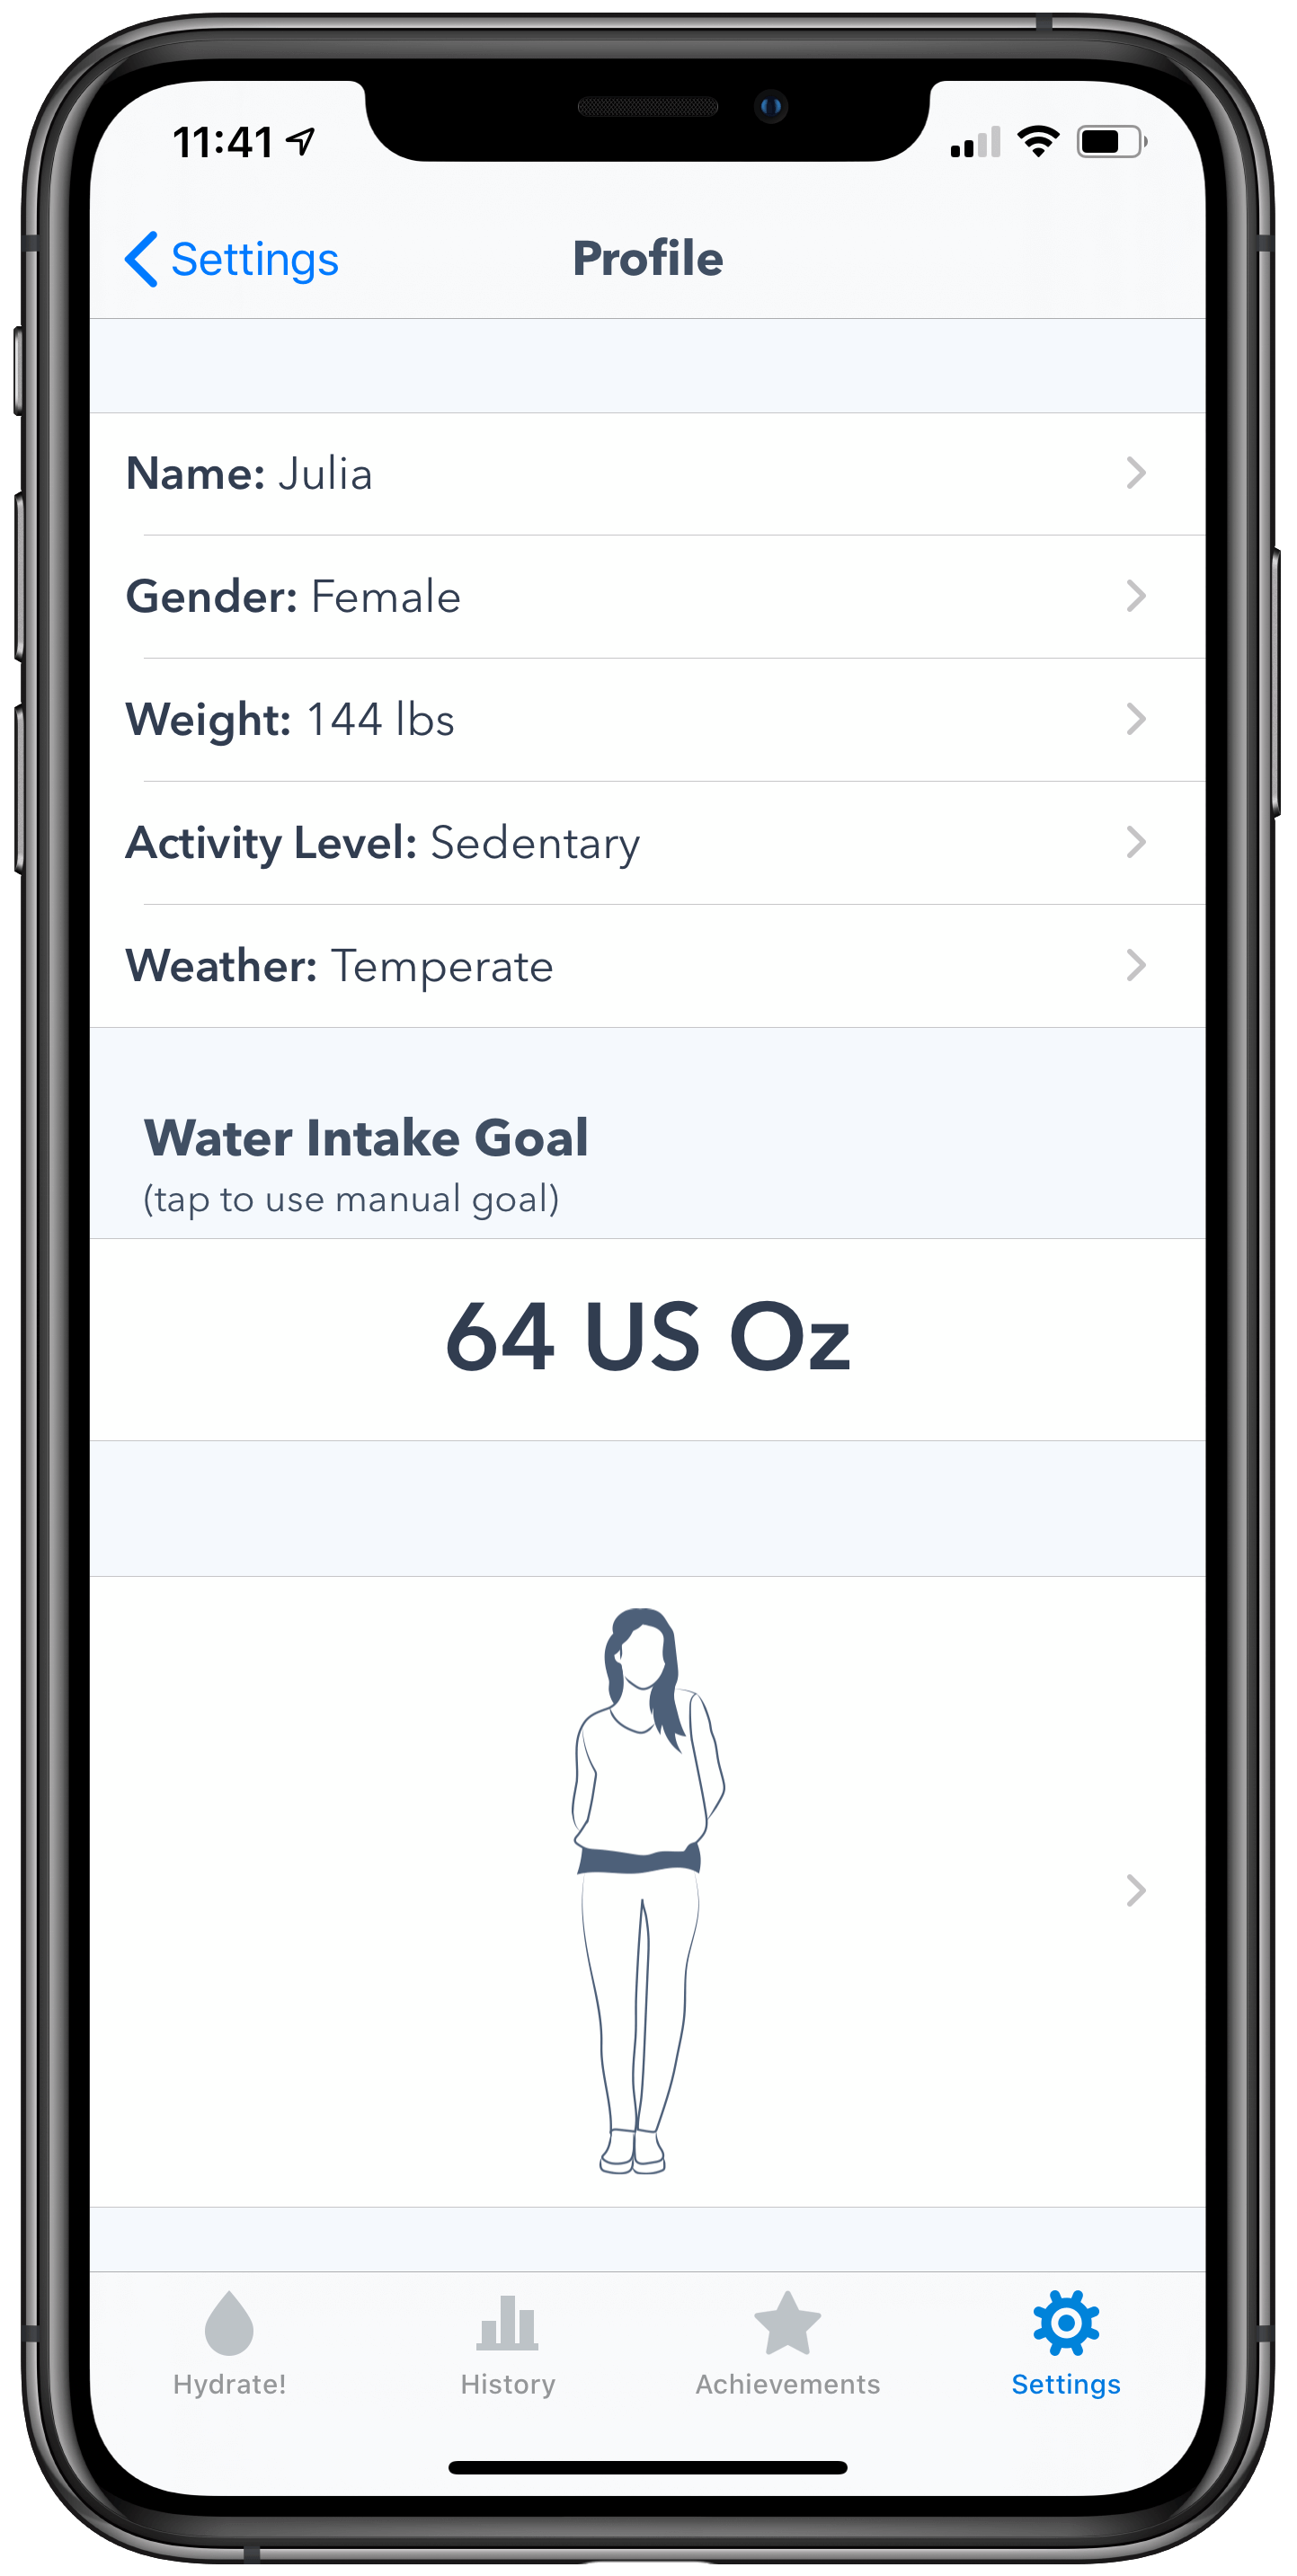 11:41
Settings
Profile
Name: Julia
Gender: Female
Weight: 144 lbs
Activity Level: Sedentary
Weather: Temperate
Water Intake Goal
(tap to use manual goal)
64 US Oz
Hydrate!
History
Achievements
Settings